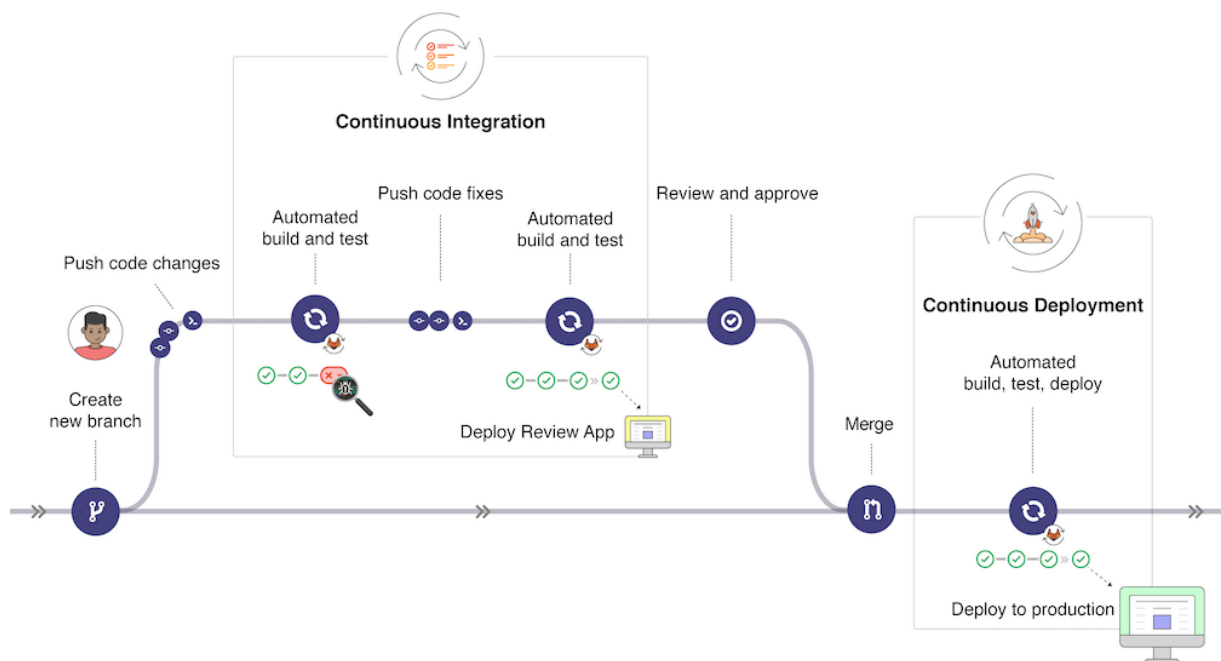 Continuous Integration
Push code fixes
Review and approve
Automated
build and test
Automated
build and test
Push code changes
Continuous Deployment
Automated
build, test, deploy
Create
new branch
Deploy Review App
Merge
Deploy to production